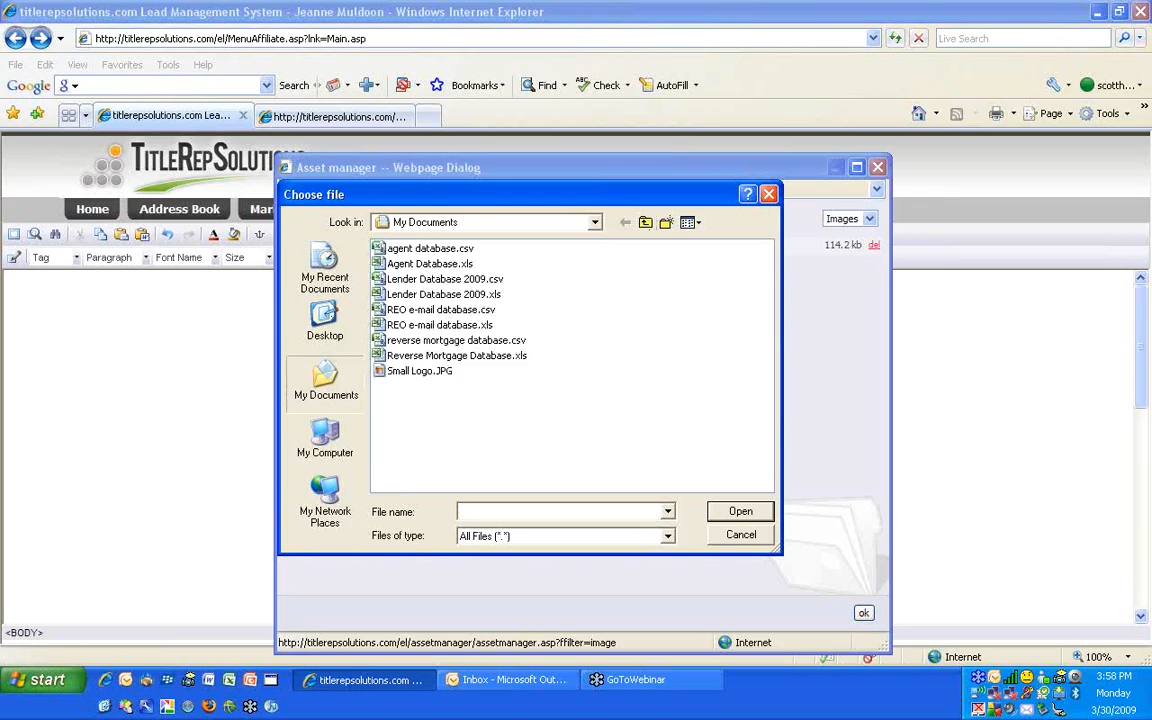 titlerepsolutions.com Lead Management System - Jeanne Muldoon - Windows Internet Explorer
http://titlerepsolutions.com/el/MenuAffiliate.asp?lnk=Main.asp
Live Search
File Edit View Favorites Tools Help
Google
Search
Bookmarks
Find
Check
AutoFill
scotth...
titlerepsolutions.com Lea...
http://titlerepsolutions.com/...
Page
Tools
TITLEREPSOLUTIONS
Home Address Book Mar
Tag Paragraph Font Name Size
Asset manager -- Webpage Dialog
Images
114.2 kb del
Choose file
Look in: My Documents
My Recent
Documents
Desktop
My Documents
My Computer
My Network
Places
agent database.csv
Agent Database.xls
Lender Database 2009.csv
Lender Database 2009.xls
REO e-mail database.csv
REO e-mail database.xls
reverse mortgage database.csv
Reverse Mortgage Database.xls
Small Logo.JPG
File name:
Open
Files of type: All Files (*.*)
Cancel
ok
<BODY>
http://titlerepsolutions.com/el/assetmanager/assetmanager.asp?ffilter=image
Internet
Internet
100%
start
titlerepsolutions.com ...
Inbox - Microsoft Out...
GoToWebinar
3:58 PM
Monday
3/30/2009